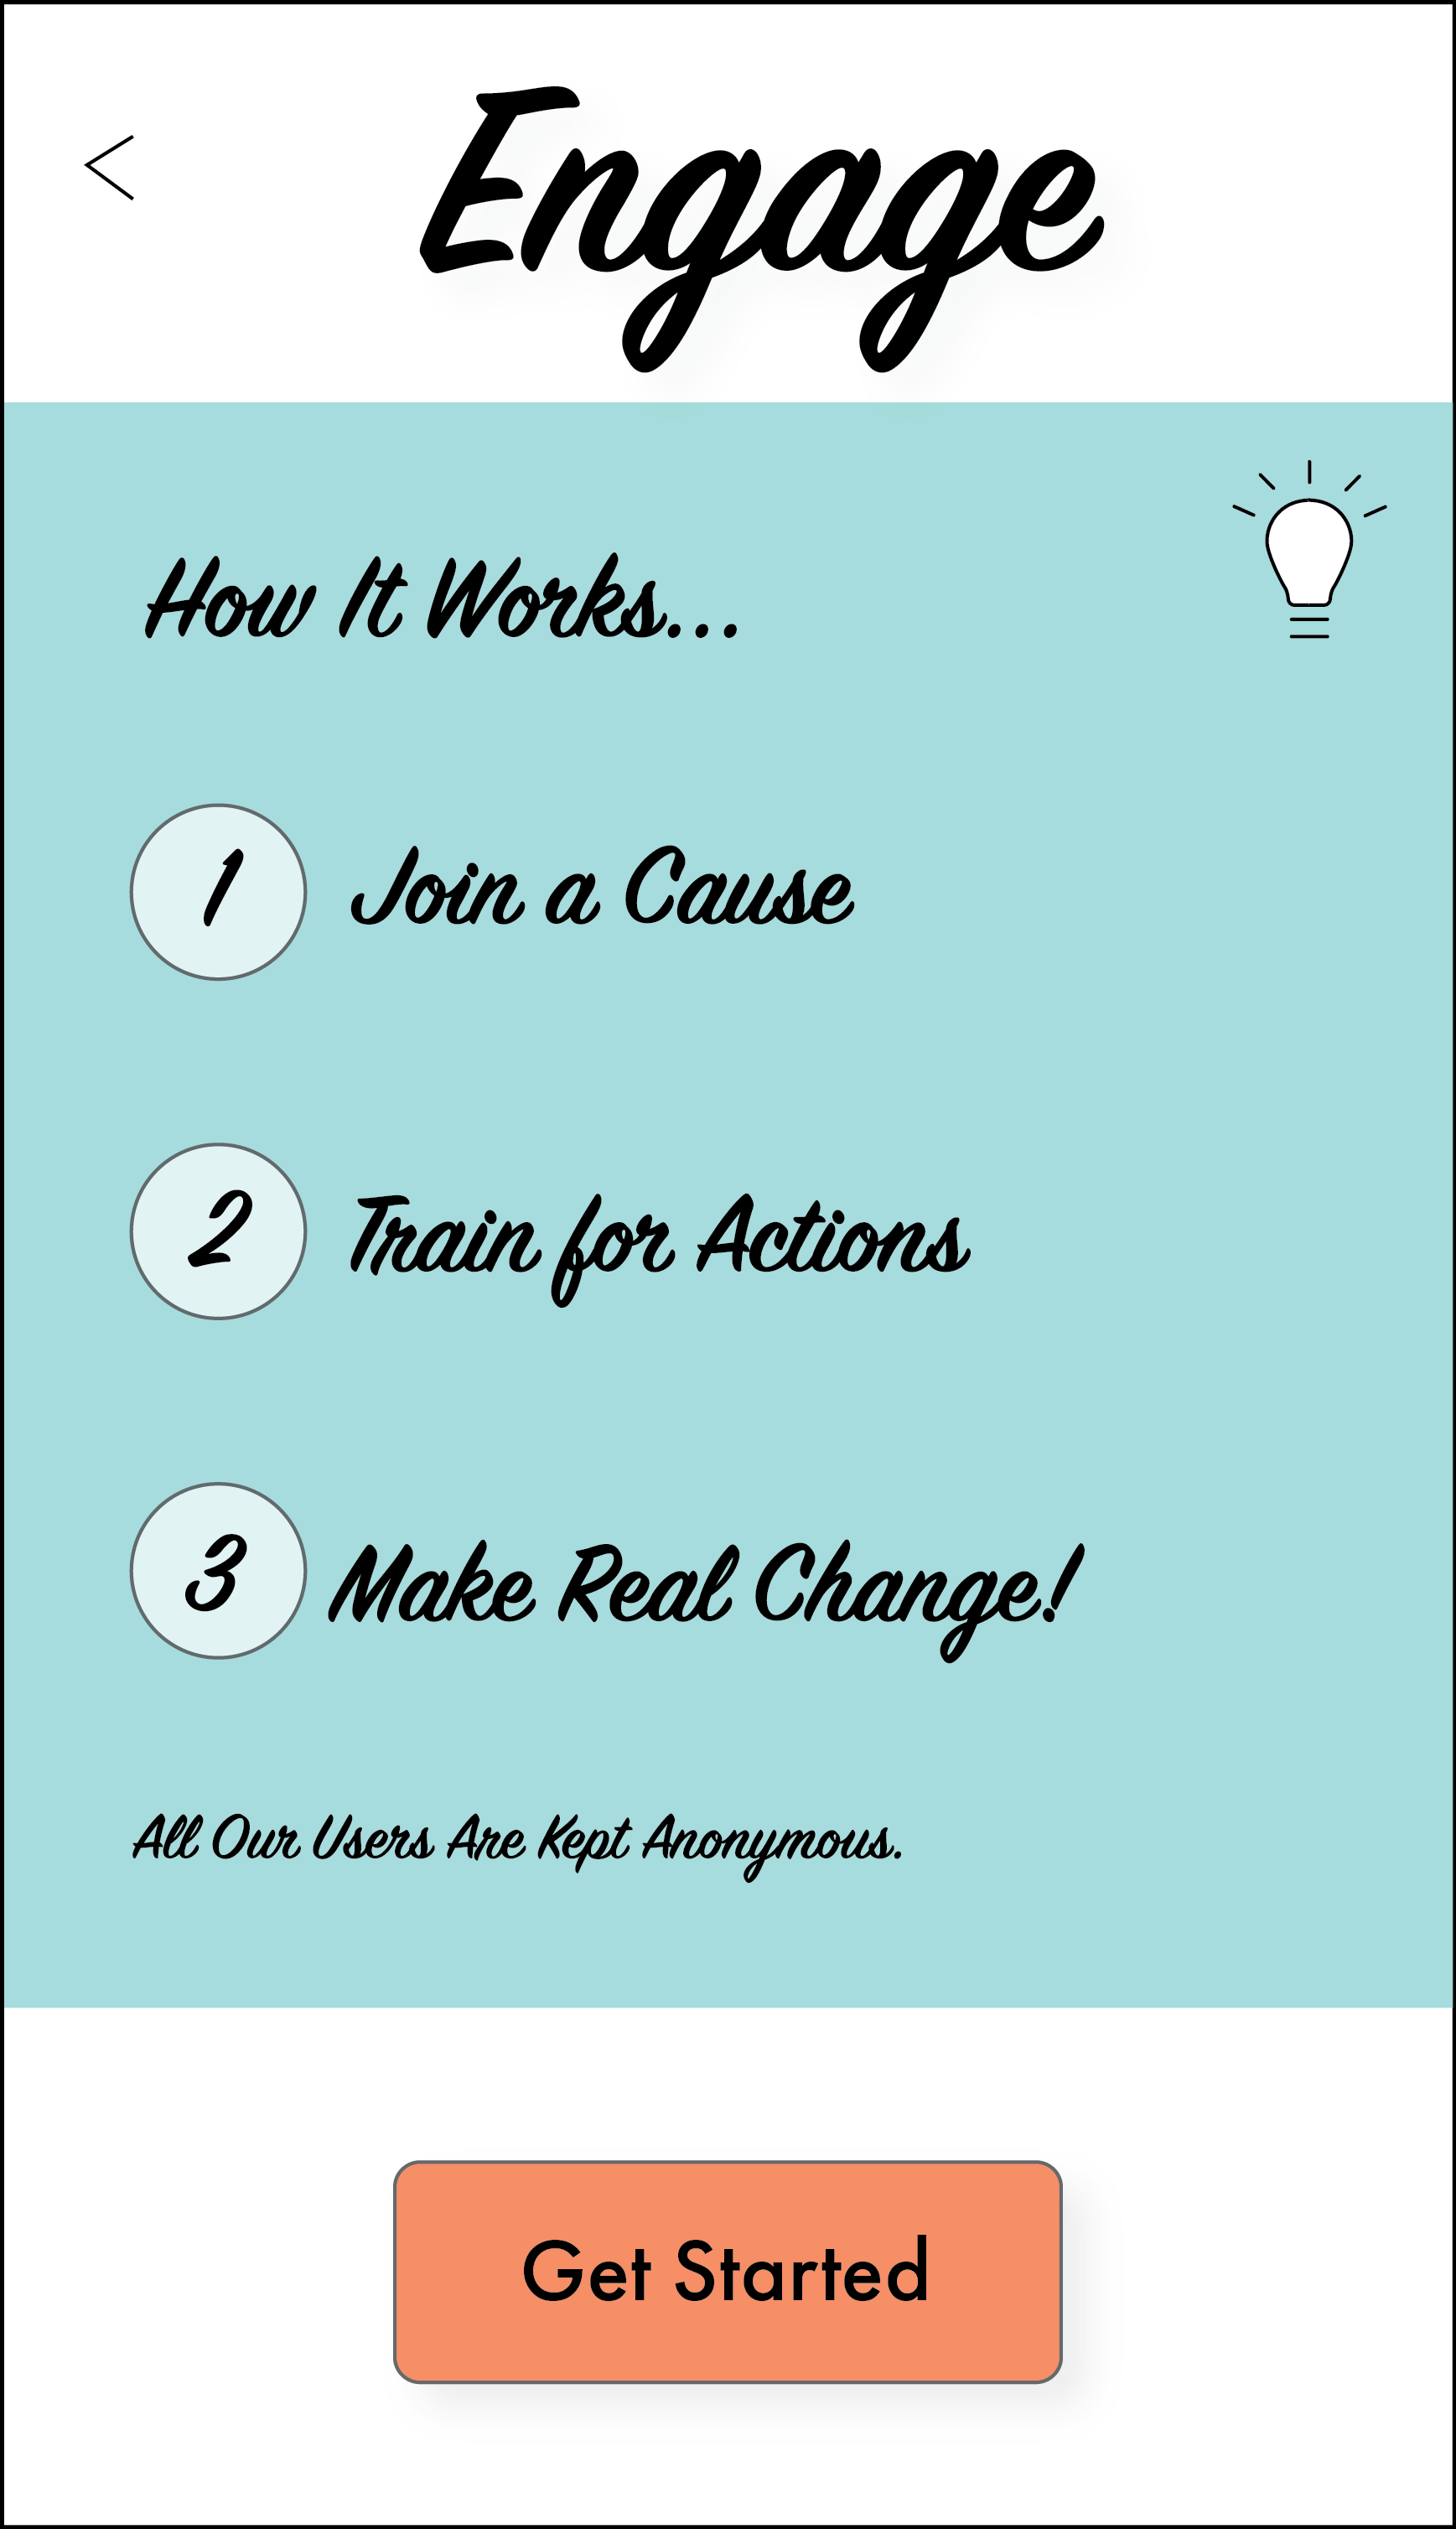 Engage
How It Works...
1 Join a Cause
2 Train for Actions
3 Make Real Change!
All Our Users Are Kept Anonymous.
Get Started